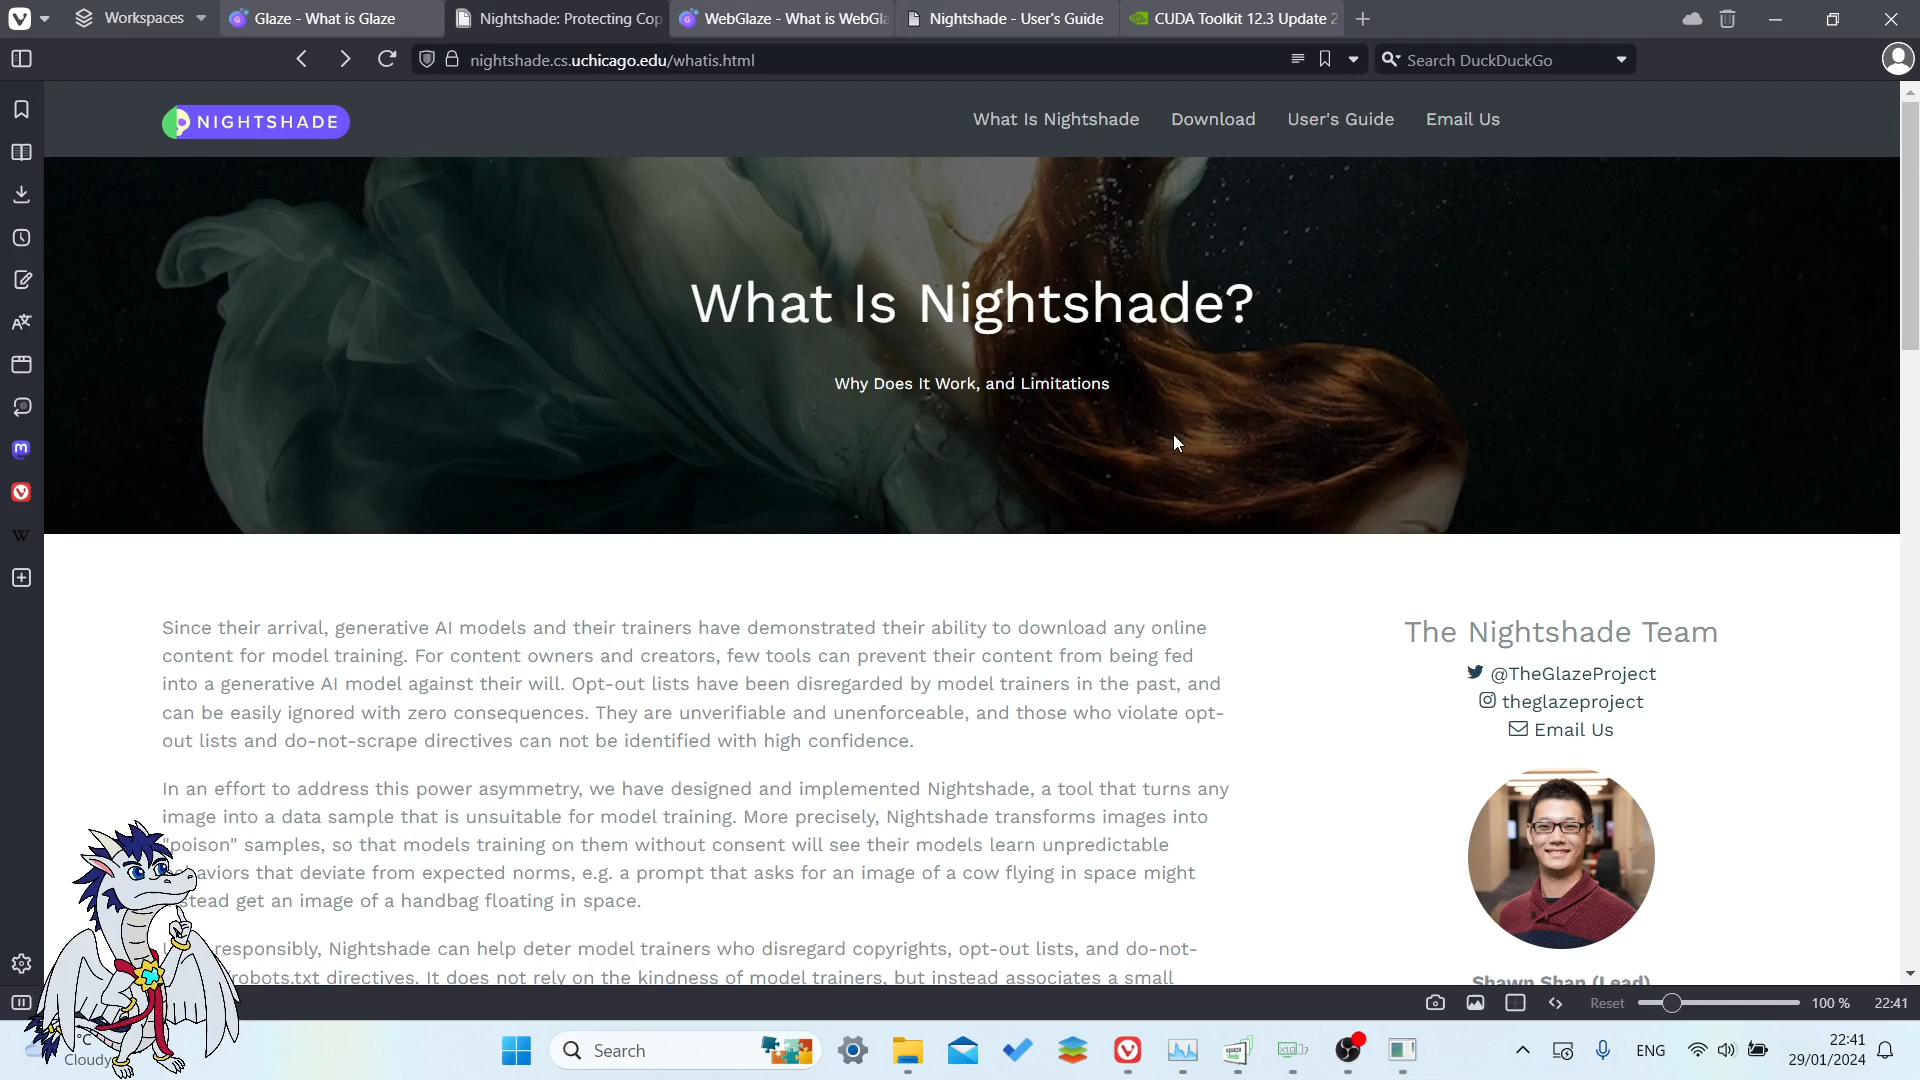 Workspaces
Glaze - What is Glaze
Nightshade: Protecting Cop
WebGlaze - What is WebGla
Nightshade - User's Guide
CUDA Toolkit 12.3 Update 2
nightshade.cs.uchicago.edu/whatis.html
Search DuckDuckGo
NIGHTSHADE
What Is Nightshade
Download
User's Guide
Email Us
What Is Nightshade?
Why Does It Work, and Limitations
Since their arrival, generative AI models and their trainers have demonstrated their ability to download any online
content for model training. For content owners and creators, few tools can prevent their content from being fed
into a generative AI model against their will. Opt-out lists have been disregarded by model trainers in the past, and
can be easily ignored with zero consequences. They are unverifiable and unenforceable, and those who violate opt-
out lists and do-not-scrape directives can not be identified with high confidence.
In an effort to address this power asymmetry, we have designed and implemented Nightshade, a tool that turns any
image into a data sample that is unsuitable for model training. More precisely, Nightshade transforms images into
"poison" samples, so that models training on them without consent will see their models learn unpredictable
aviors that deviate from expected norms, e.g. a prompt that asks for an image of a cow flying in space might
stead get an image of a handbag floating in space.
responsibly, Nightshade can help deter model trainers who disregard copyrights, opt-out lists, and do-not-
robots.txt directives. It does not rely on the kindness of model trainers, but instead associates a small
The Nightshade Team
@TheGlazeProject
theglazeproject
Email Us
Shawn Shan (Lead)
Reset
100 %
22:41
°C
Cloudy
Search
ENG
22:41
29/01/2024